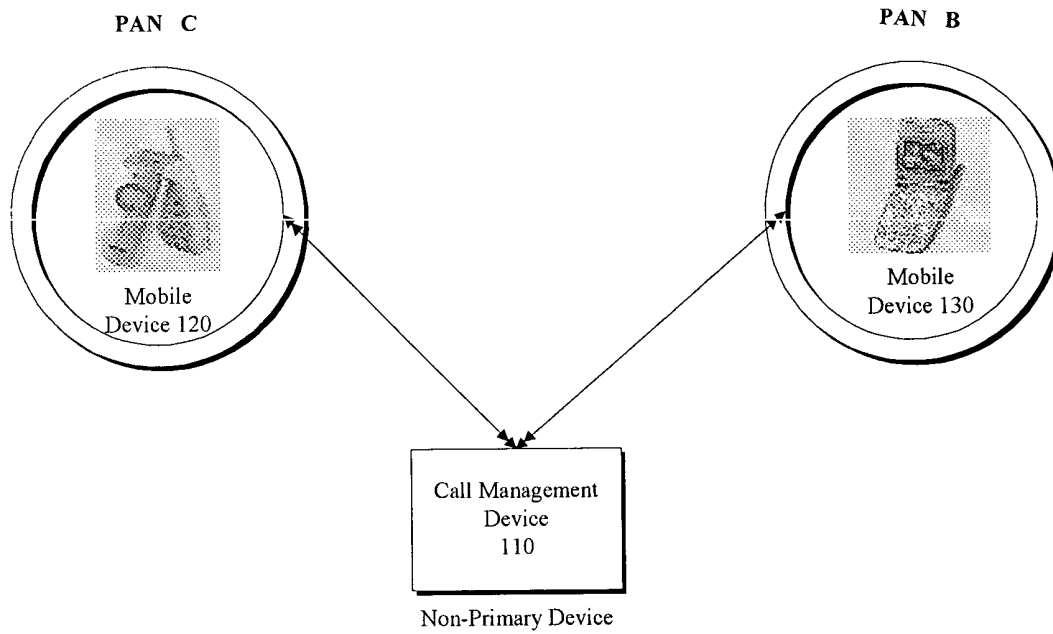 PAN C
PAN B
Mobile
Device 120
Mobile
Device 130
Call Management
Device
110
Non-Primary Device